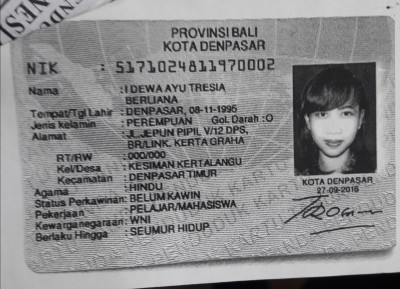 NESI
PROVINSI BALI
KOTA DENPASAR
NIK : 5171024811970002
Nama : I DEWA AYU TRESIA
BERLIANA
Tempat/Tgl Lahir : DENPASAR, 08-11-1995
Jenis kelamin : PEREMPUAN Gol. Darah :O
Alamat : JL.JEPUN PIPIL V/12 DPS,
BR/LINK. KERTA GRAHA
RT/RW : 000/000
Kel/Desa : KESIMAN KERTALANGU
Kecamatan : DENPASAR TIMUR
Agama : HINDU
Status Perkawinan: BELUM KAWIN
Pekerjaan : PELAJAR/MAHASISWA
Kewarganegaraan: WNI
Berlaku Hingga : SEUMUR HIDUP
KOTA DENPASAR
27-09-2016